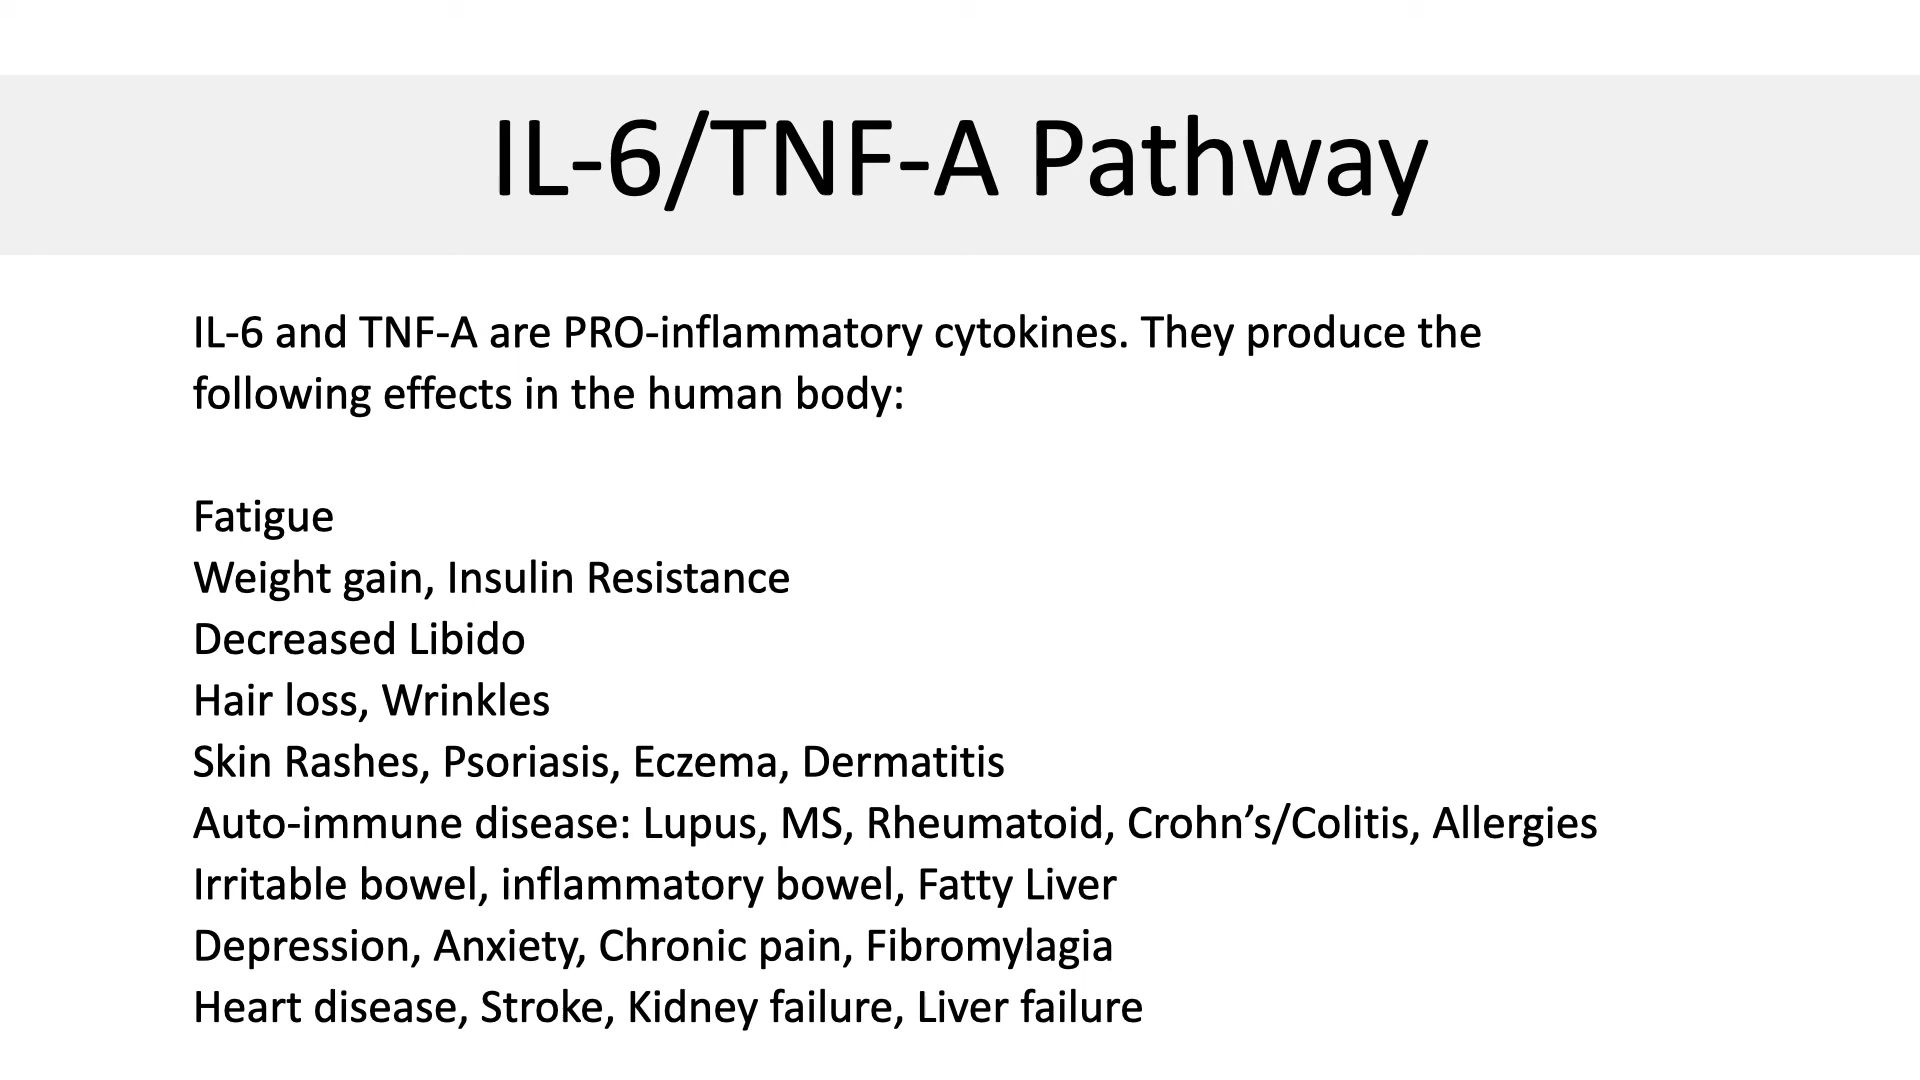 IL-6/TNF-A Pathway
IL-6 and TNF-A are PRO-inflammatory cytokines. They produce the
following effects in the human body:
Fatigue
Weight gain, Insulin Resistance
Decreased Libido
Hair loss, Wrinkles
Skin Rashes, Psoriasis, Eczema, Dermatitis
Auto-immune disease: Lupus, MS, Rheumatoid, Crohn’s/Colitis, Allergies
Irritable bowel, inflammatory bowel, Fatty Liver
Depression, Anxiety, Chronic pain, Fibromylagia
Heart disease, Stroke, Kidney failure, Liver failure